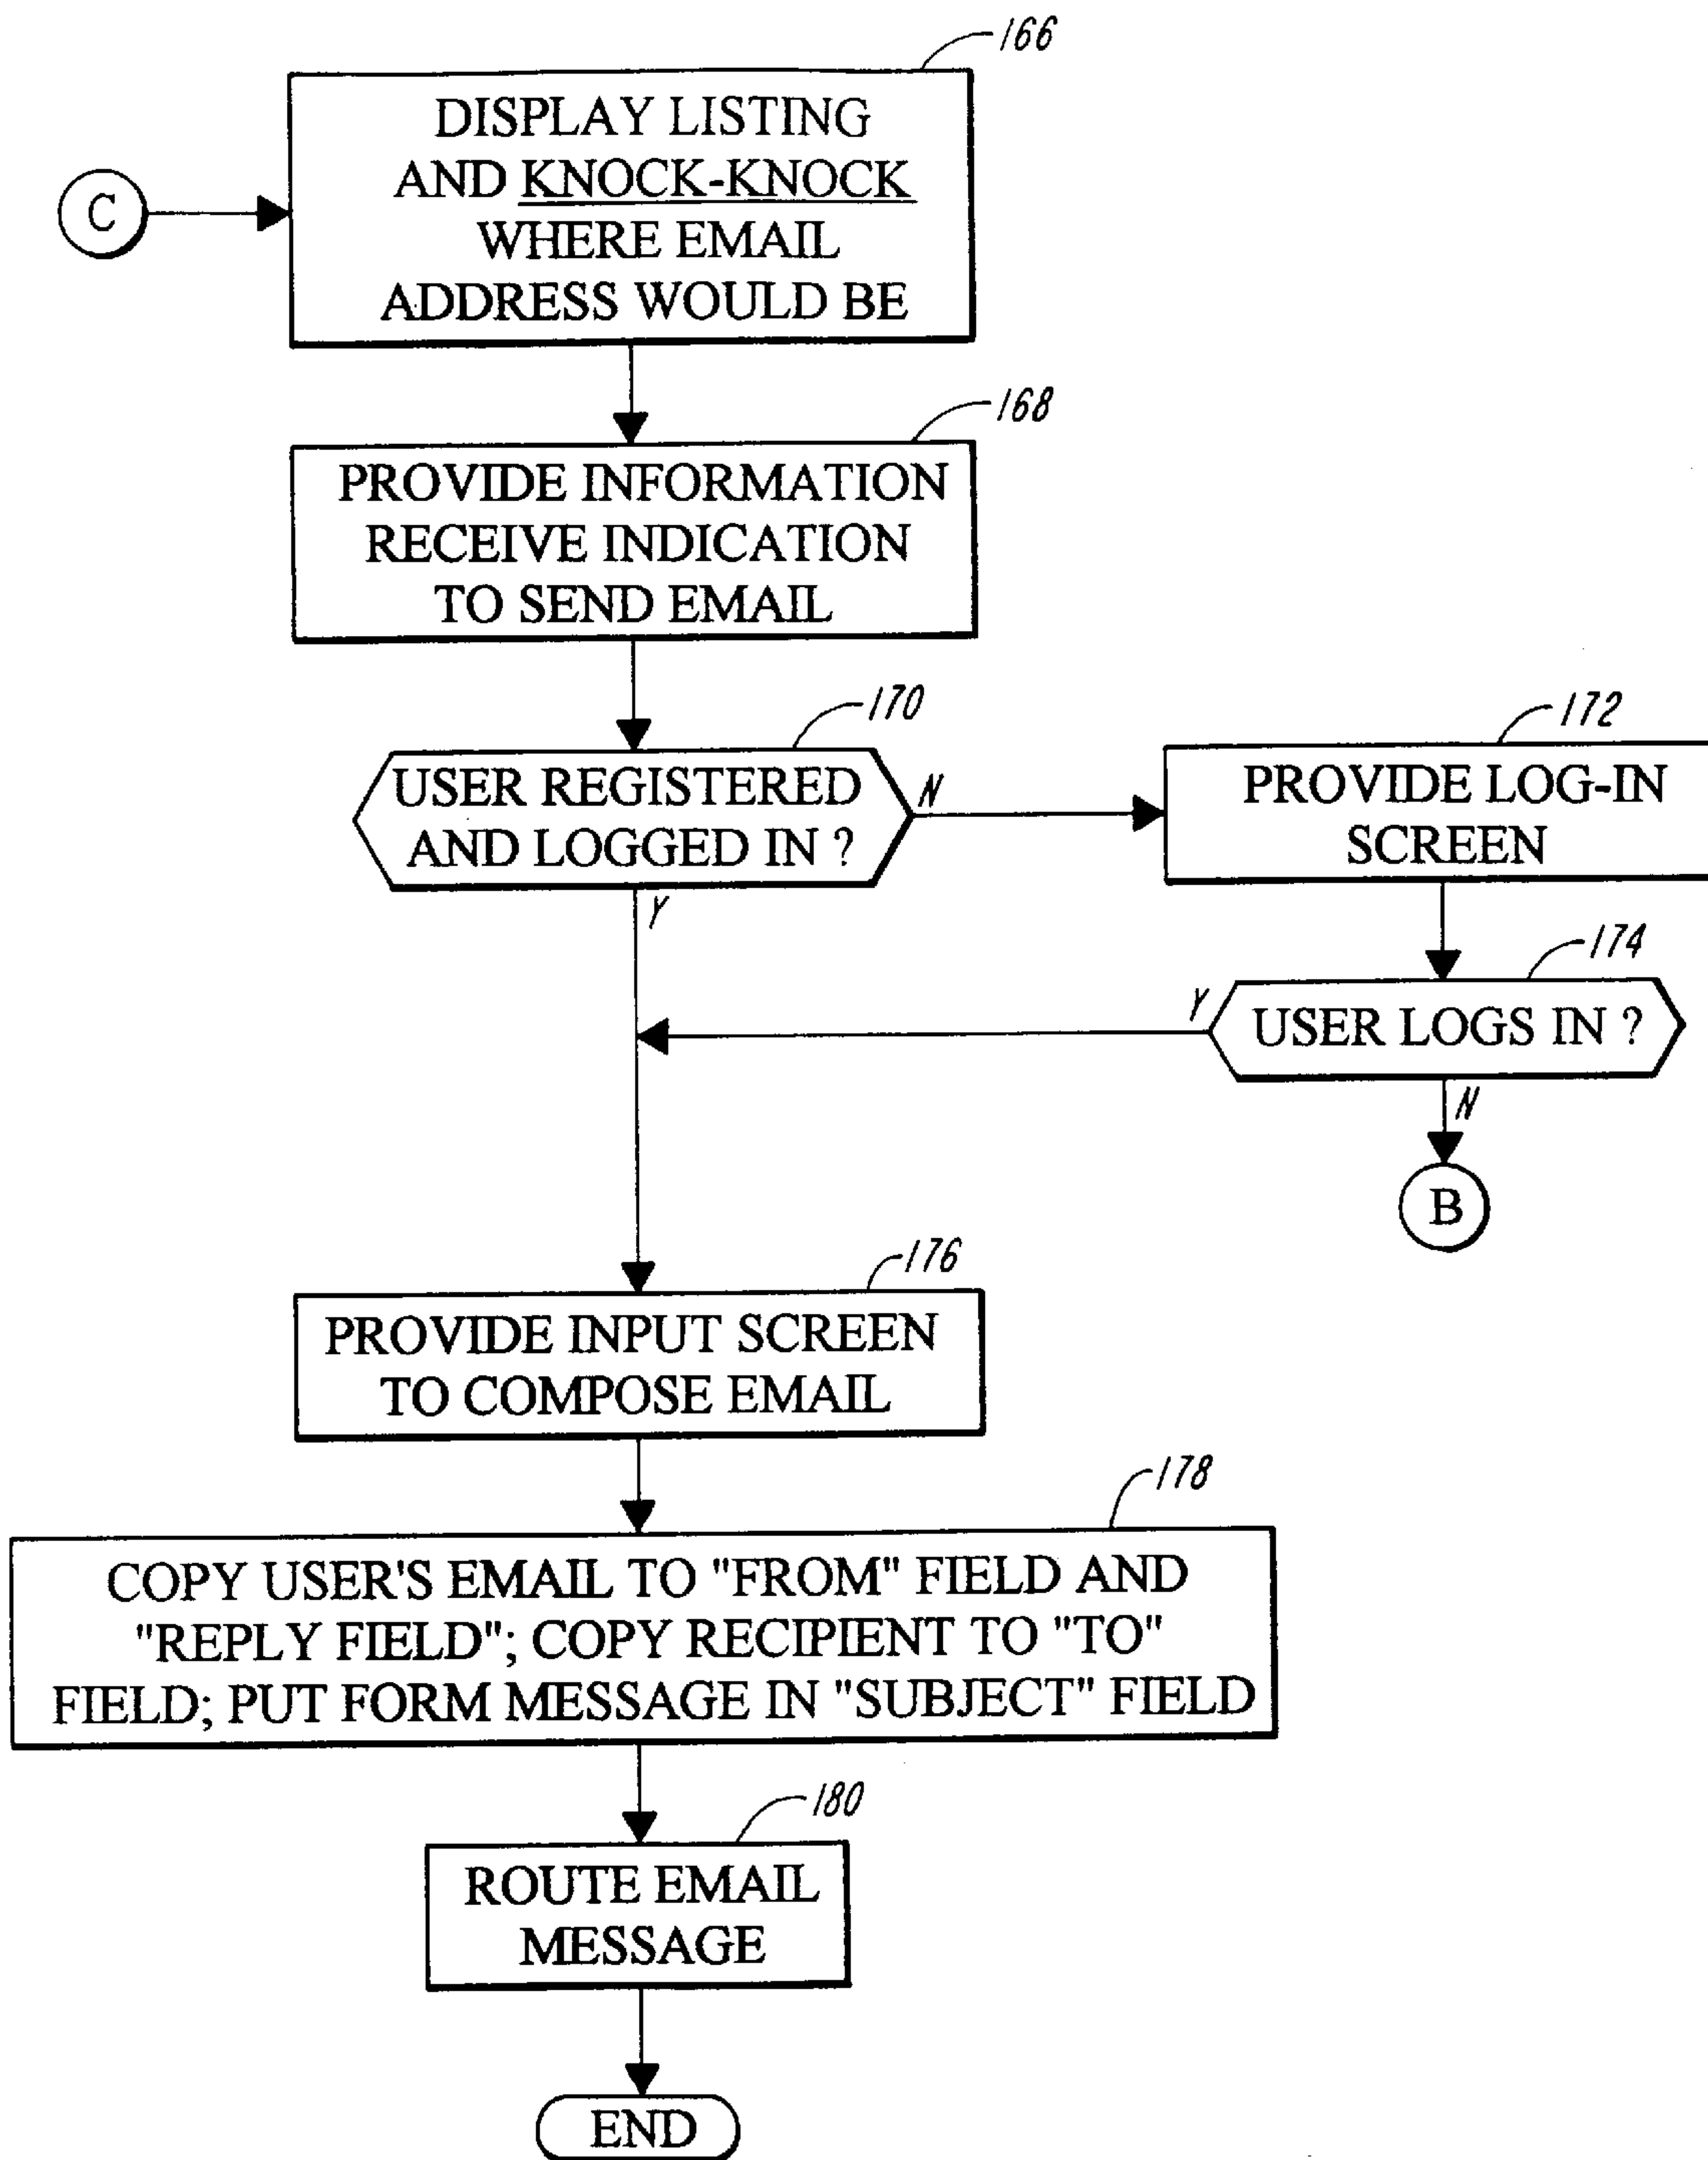 166
DISPLAY LISTING
AND KNOCK-KNOCK
WHERE EMAIL
ADDRESS WOULD BE
C
168
PROVIDE INFORMATION
RECEIVE INDICATION
TO SEND EMAIL
170
USER REGISTERED
AND LOGGED IN ?
N
Y
172
PROVIDE LOG-IN
SCREEN
174
USER LOGS IN ?
Y
N
B
176
PROVIDE INPUT SCREEN
TO COMPOSE EMAIL
178
COPY USER'S EMAIL TO "FROM" FIELD AND
"REPLY FIELD"; COPY RECIPIENT TO "TO"
FIELD; PUT FORM MESSAGE IN "SUBJECT" FIELD
180
ROUTE EMAIL
MESSAGE
END